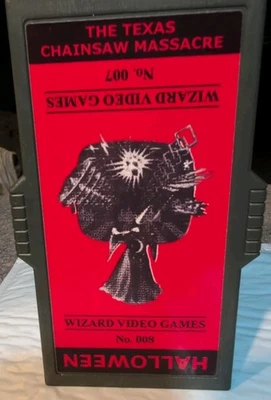 THE TEXAS
CHAINSAW MASSACRE
No. 007
WIZARD VIDEO GAMES
WIZARD VIDEO GAMES
No. 008
HALLOWEEN